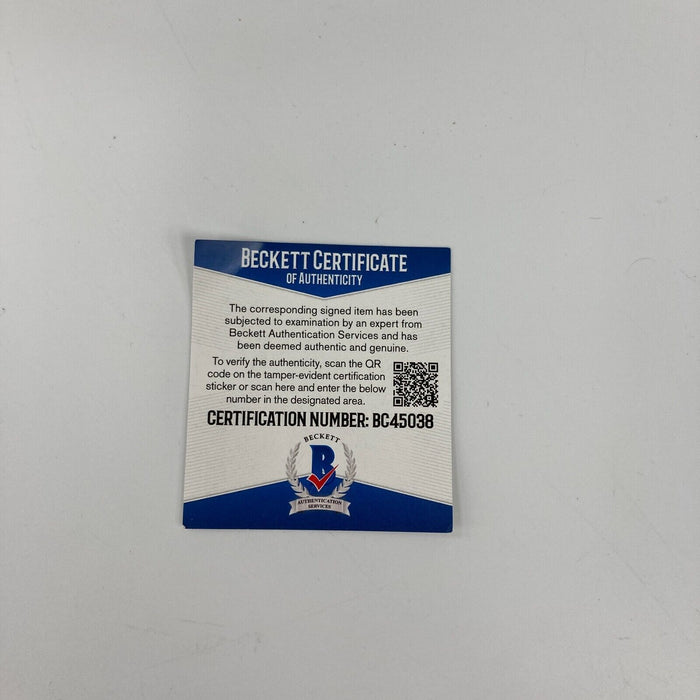 BECKETT CERTIFICATE
OF AUTHENTICITY
The corresponding signed item has been
subjected to examination by an expert from
Beckett Authentication Services and has
been deemed authentic and genuine.
To verify the authenticity, scan the QR
code on the tamper-evident certification
sticker or scan here and enter the below
number in the designated area.
CERTIFICATION NUMBER: BC45038
BECKETT
B
AUTHENTICATION
SERVICES